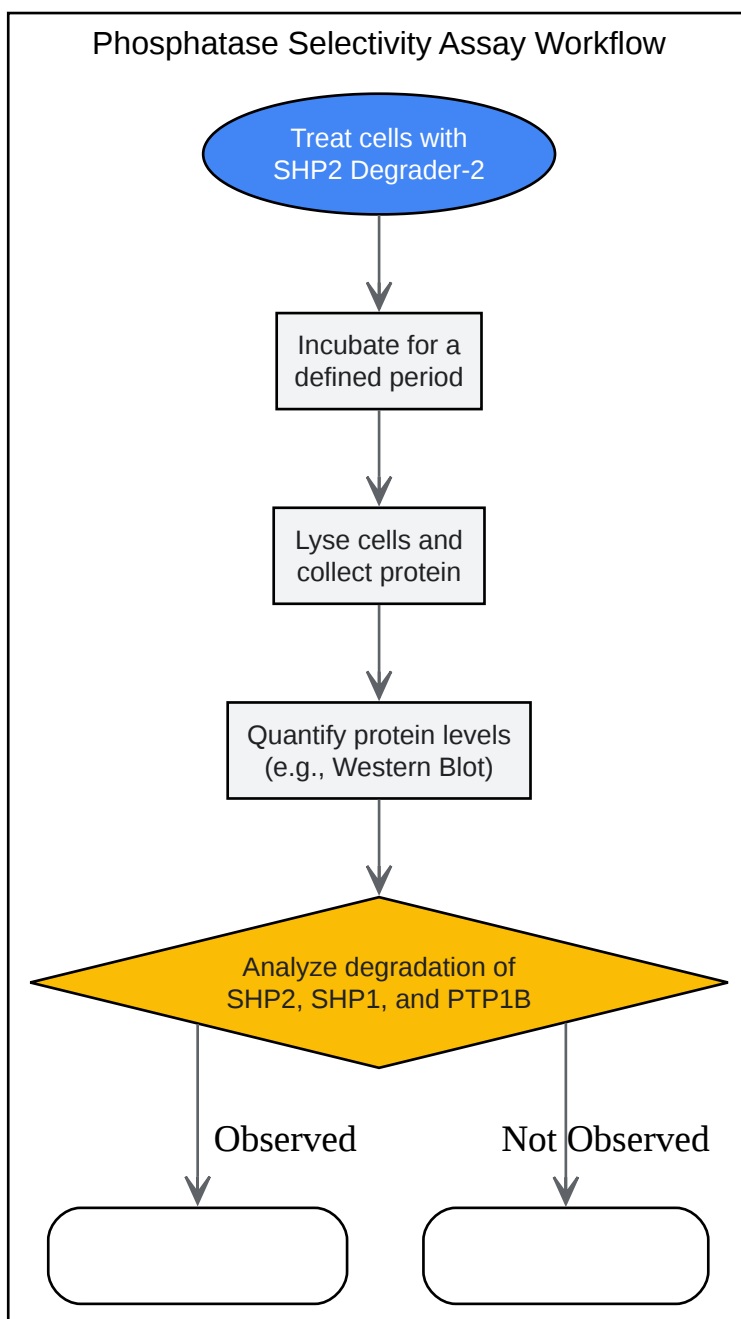 Phosphatase Selectivity Assay Workflow
Treat cells with
SHP2 Degrader-2
Incubate for a
defined period
Lyse cells and
collect protein
Quantify protein levels
(e.g., Western Blot)
Analyze degradation of
SHP2, SHP1, and PTP1B
Observed
Not Observed